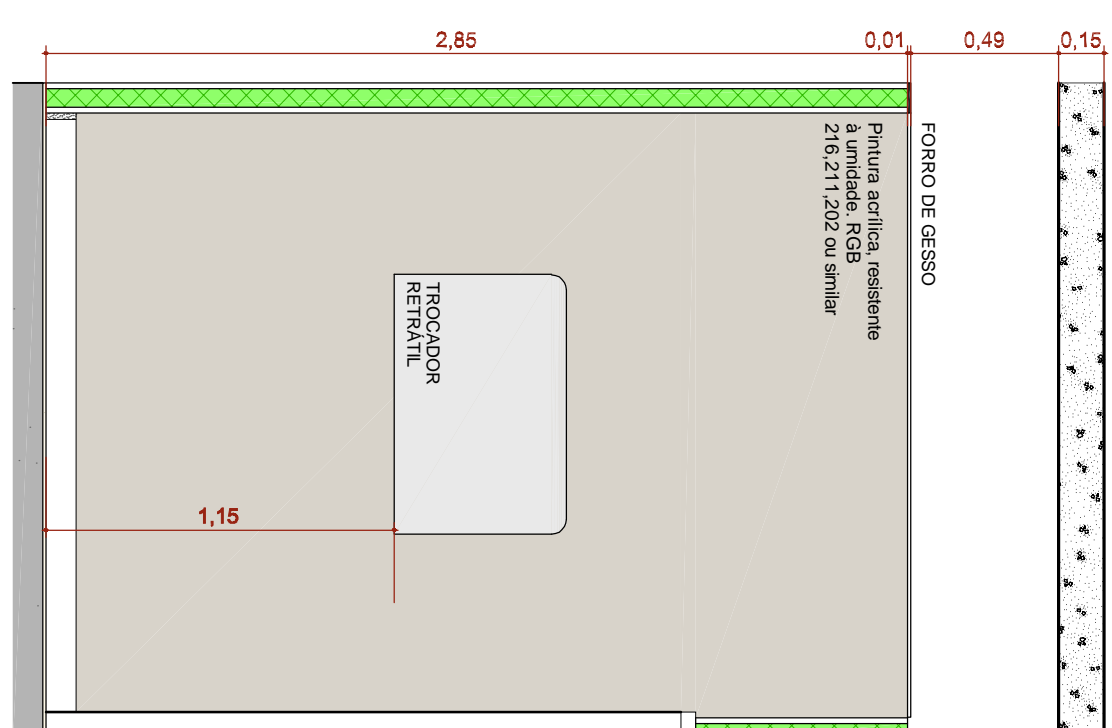 2,85
0,01
0,49
0,15
FORRO DE GESSO
Pintura acrílica, resistente
à umidade. RGB
216,211,202 ou similar
TROCADOR
RETRÁTIL
1,15